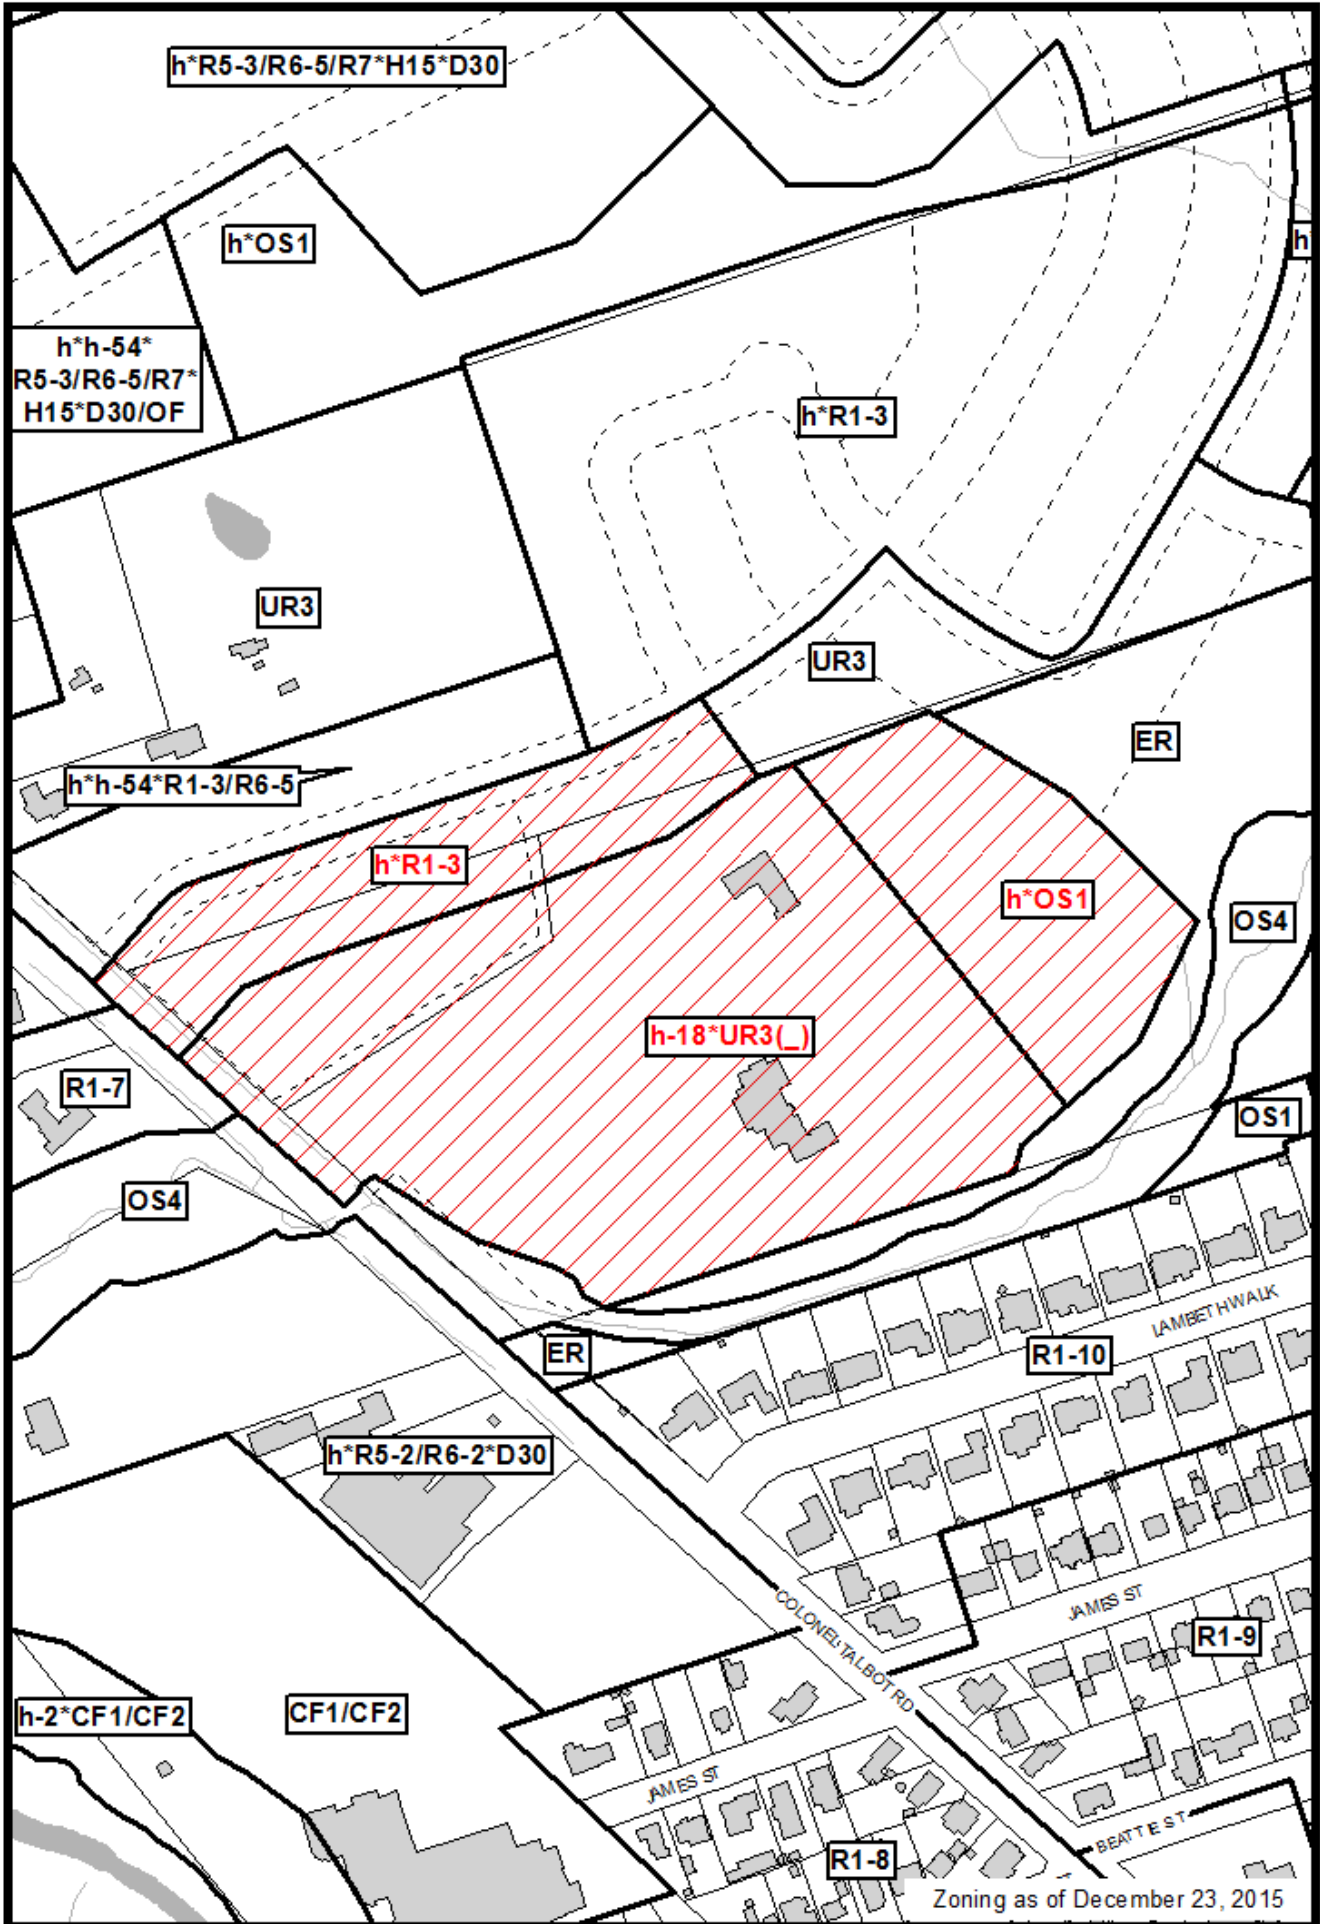 h*R5-3/R6-5/R7*H15*D30
h*OS1
h*
h*h-54*
R5-3/R6-5/R7*
H15*D30/OF
h*R1-3
UR3
UR3
ER
h*h-54*R1-3/R6-5
h*R1-3
h*OS1
OS4
h-18*UR3(_)
R1-7
OS1
OS4
LAMBETH WALK
ER
R1-10
h*R5-2/R6-2*D30
COLONEL TALBOT RD
JAMES ST
R1-9
h-2*CF1/CF2
CF1/CF2
JAMES ST
BEATTIE ST
R1-8
Zoning as of December 23, 2015